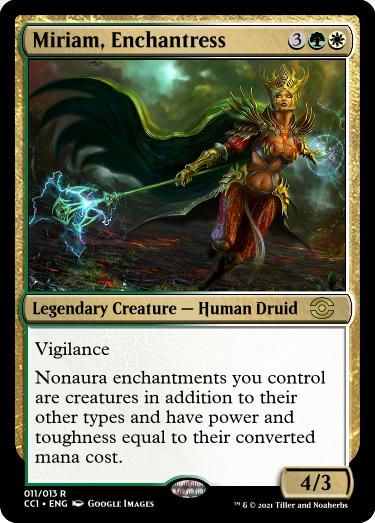 Miriam, Enchantress 3
Legendary Creature — Human Druid
Vigilance
Nonaura enchantments you control
are creatures in addition to their
other types and have power and
toughness equal to their converted
mana cost.
4/3
011/013 R
CCI • ENG Google Images
™ & © 2021 Tiller and Noaherbs